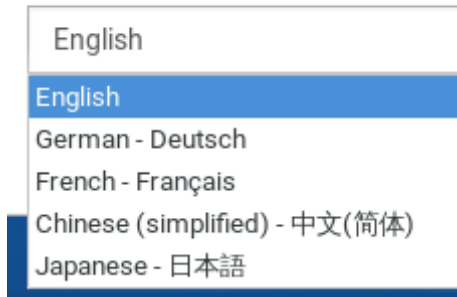 English
English
German - Deutsch
French - Français
Chinese (simplified) - 中文(简体)
Japanese - 日本語